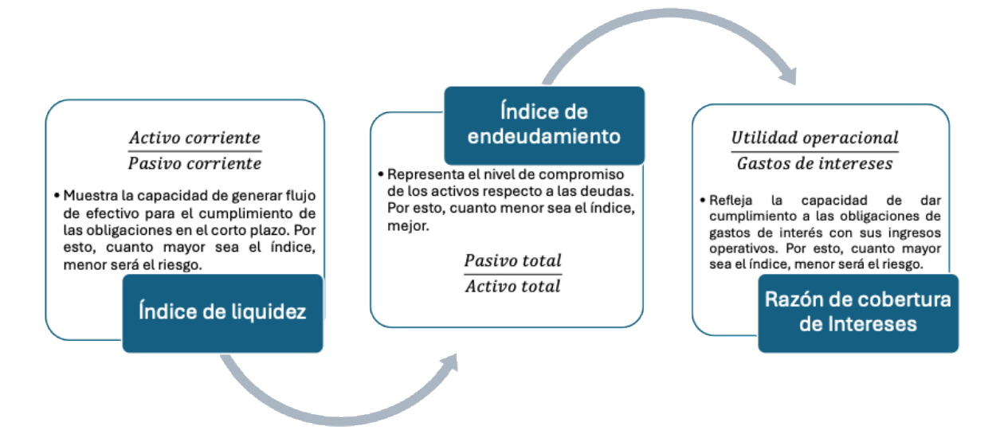 Activo corriente
Pasivo corriente
• Muestra la capacidad de generar flujo
de efectivo para el cumplimiento de
las obligaciones en el corto plazo. Por
esto, cuanto mayor sea el índice,
menor será el riesgo.
Índice de liquidez
Índice de
endeudamiento
• Representa el nivel de compromiso
de los activos respecto a las deudas.
Por esto, cuanto menor sea el índice,
mejor.
Pasivo total
Activo total
Utilidad operacional
Gastos de intereses
• Refleja la capacidad de dar
cumplimiento a las obligaciones de
gastos de interés con sus ingresos
operativos. Por esto, cuanto mayor
sea el índice, menor será el riesgo.
Razón de cobertura
de Intereses